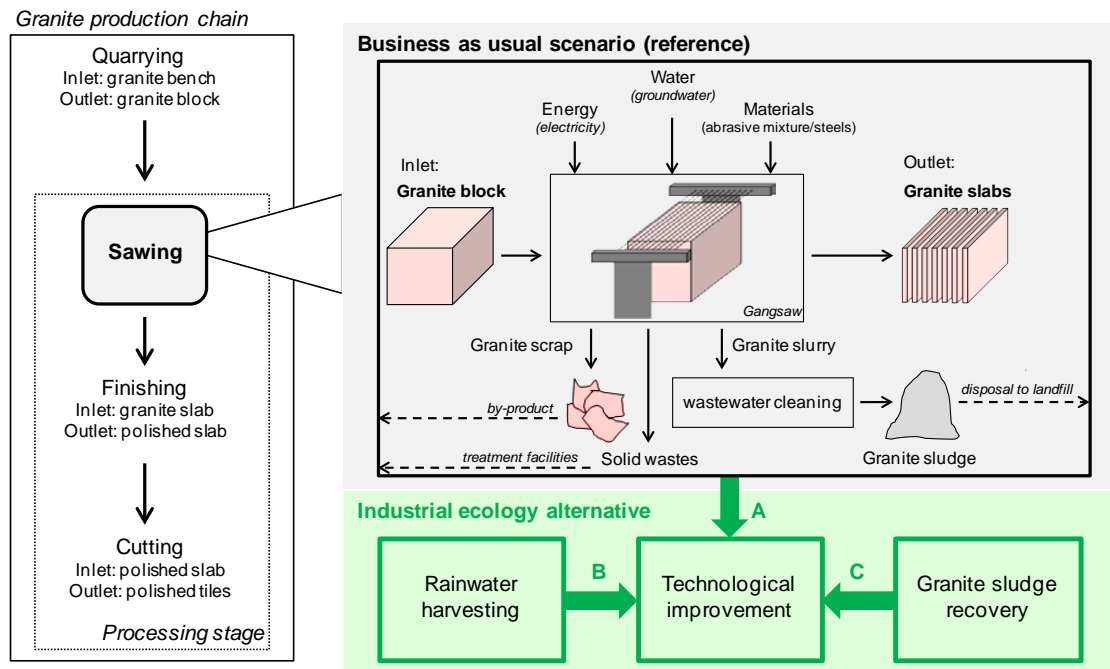 Granite production chain
Quarrying
Inlet: granite bench
Outlet: granite block
Sawing
Finishing
Inlet: granite slab
Outlet: polished slab
Cutting
Inlet: polished slab
Outlet: polished tiles
Processing stage
Business as usual scenario (reference)
Water
(groundwater)
Energy
(electricity)
Materials
(abrasive mixture/steels)
Inlet:
Granite block
Outlet:
Granite slabs
Gangsaw
Granite scrap
Granite slurry
by-product
wastewater cleaning
disposal to landfill
treatment facilities
Solid wastes
Granite sludge
Industrial ecology alternative
A
Rainwater
harvesting
B
Technological
improvement
C
Granite sludge
recovery